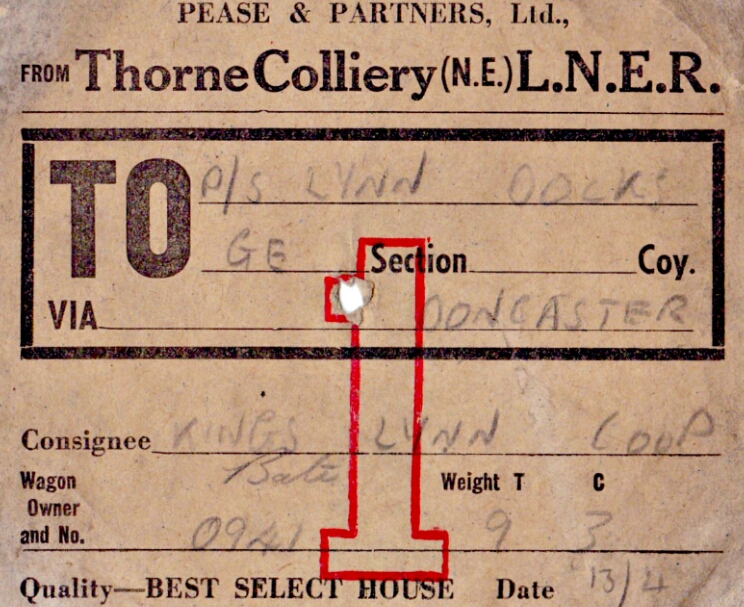 PEASE & PARTNERS, Ltd.,
FROM Thorne Colliery (N.E.) L.N.E.R.
TO P/S LYNN DOCKS
GE Section Coy.
VIA DONCASTER
1
Consignee KINGS LYNN COOP
Wagon Weight T C
Owner
and No. 0941 9 3
Quality—BEST SELECT HOUSE Date 13/4